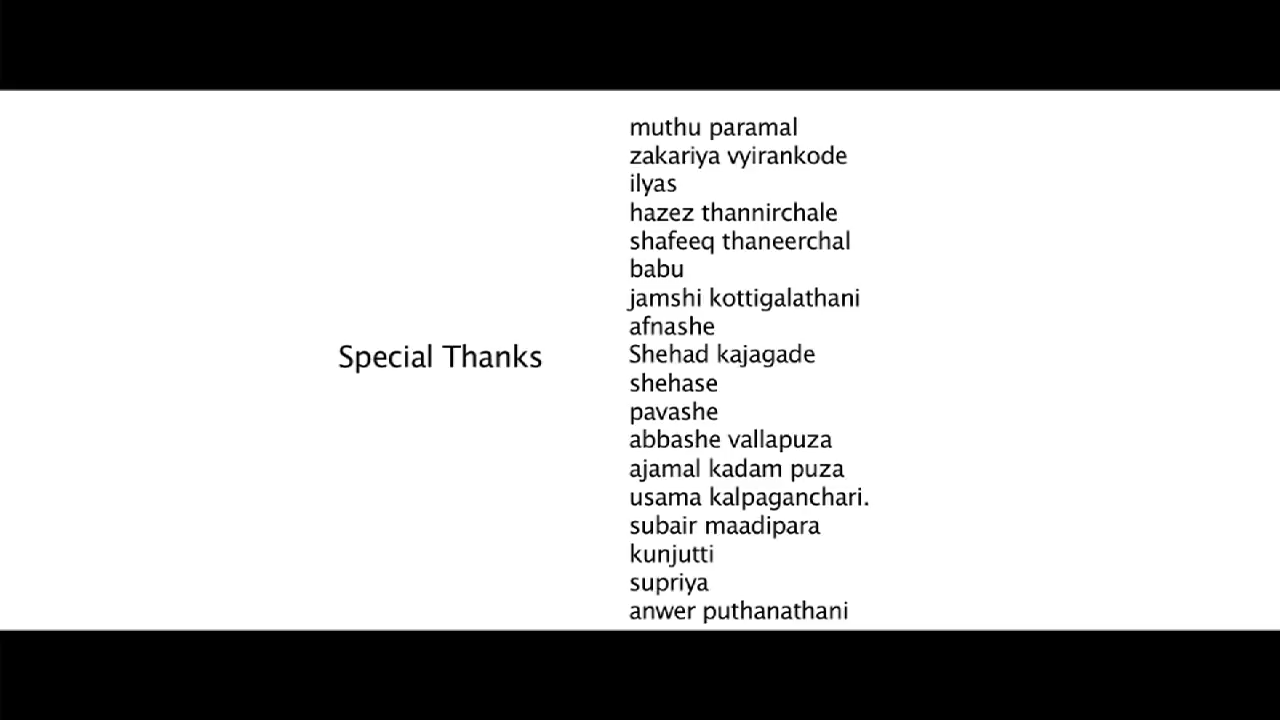 muthu paramal
zakariya vyirankode
ilyas
hazez thannirchale
shafeeq thaneerchal
babu
jamshi kottigalathani
afnashe
Special Thanks
Shehad kajagade
shehase
pavashe
abbashe vallapuza
ajamal kadam puza
usama kalpaganchari.
subair maadipara
kunjutti
supriya
anwer puthanathani